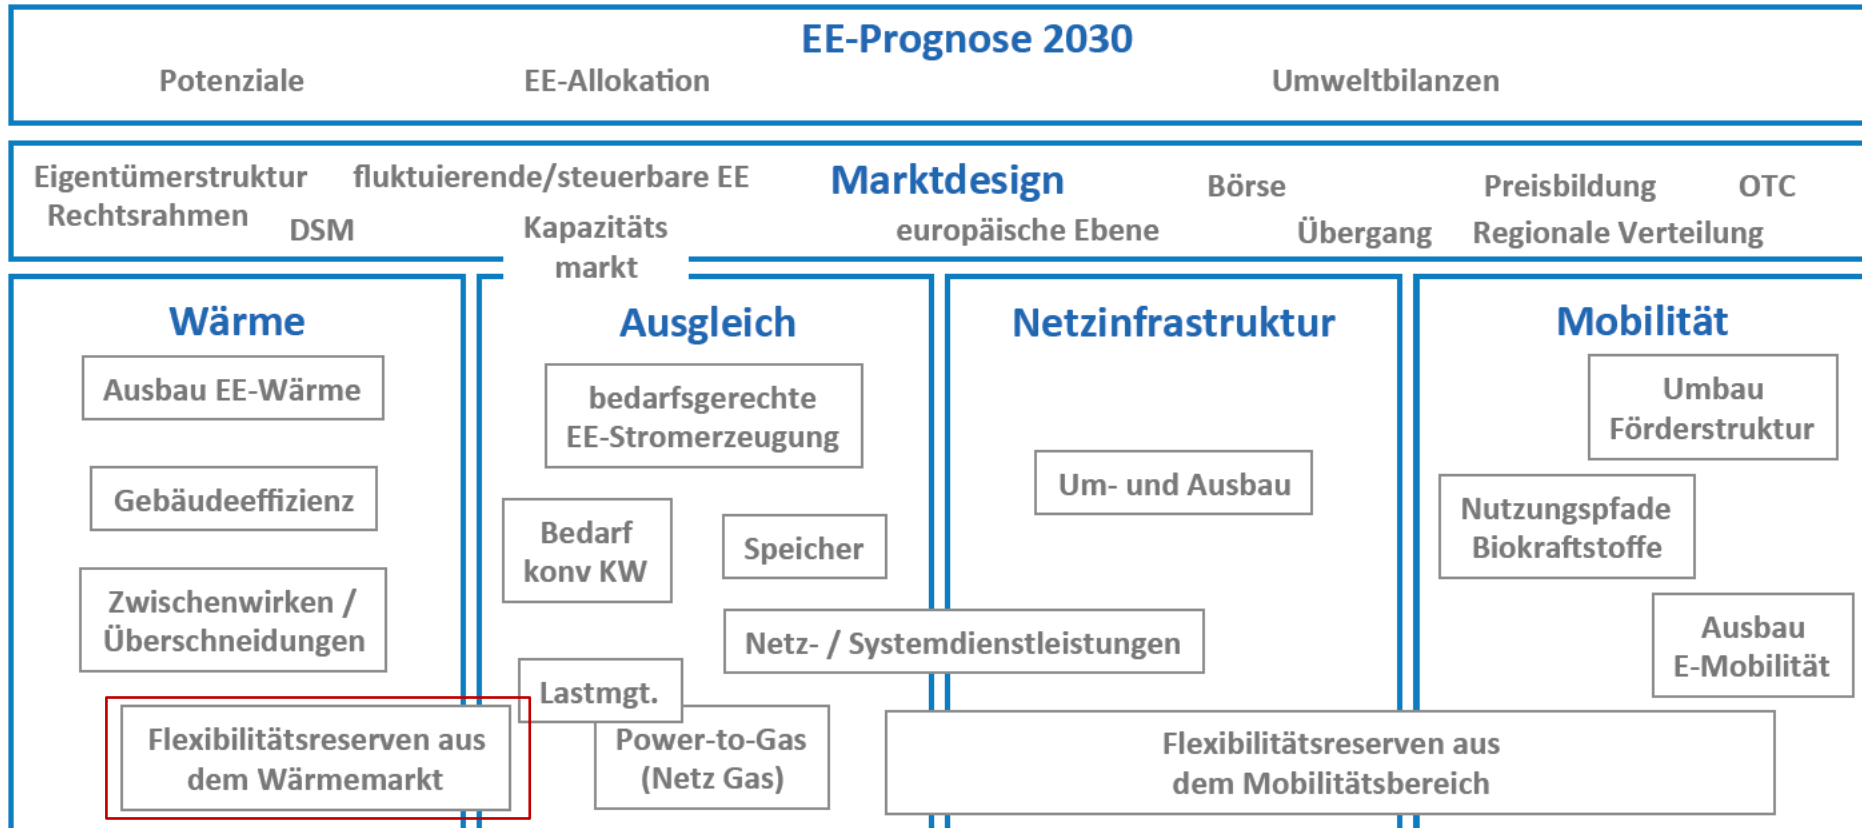 EE-Prognose 2030
Potenziale
EE-Allokation
Umweltbilanzen
Marktdesign
Eigentümerstruktur
Rechtsrahmen
fluktuierende/steuerbare EE
DSM
Kapazitäts
markt
europäische Ebene
Börse
Übergang
Preisbildung
OTC
Regionale Verteilung
Wärme
Ausbau EE-Wärme
Gebäudeeffizienz
Zwischenwirken /
Überschneidungen
Flexibilitätsreserven aus
dem Wärmemarkt
Ausgleich
bedarfsgerechte
EE-Stromerzeugung
Bedarf
konv KW
Speicher
Netz- / Systemdienstleistungen
Lastmgt.
Power-to-Gas
(Netz Gas)
Netzinfrastruktur
Um- und Ausbau
Flexibilitätsreserven aus
dem Mobilitätsbereich
Mobilität
Umbau
Förderstruktur
Nutzungspfade
Biokraftstoffe
Ausbau
E-Mobilität